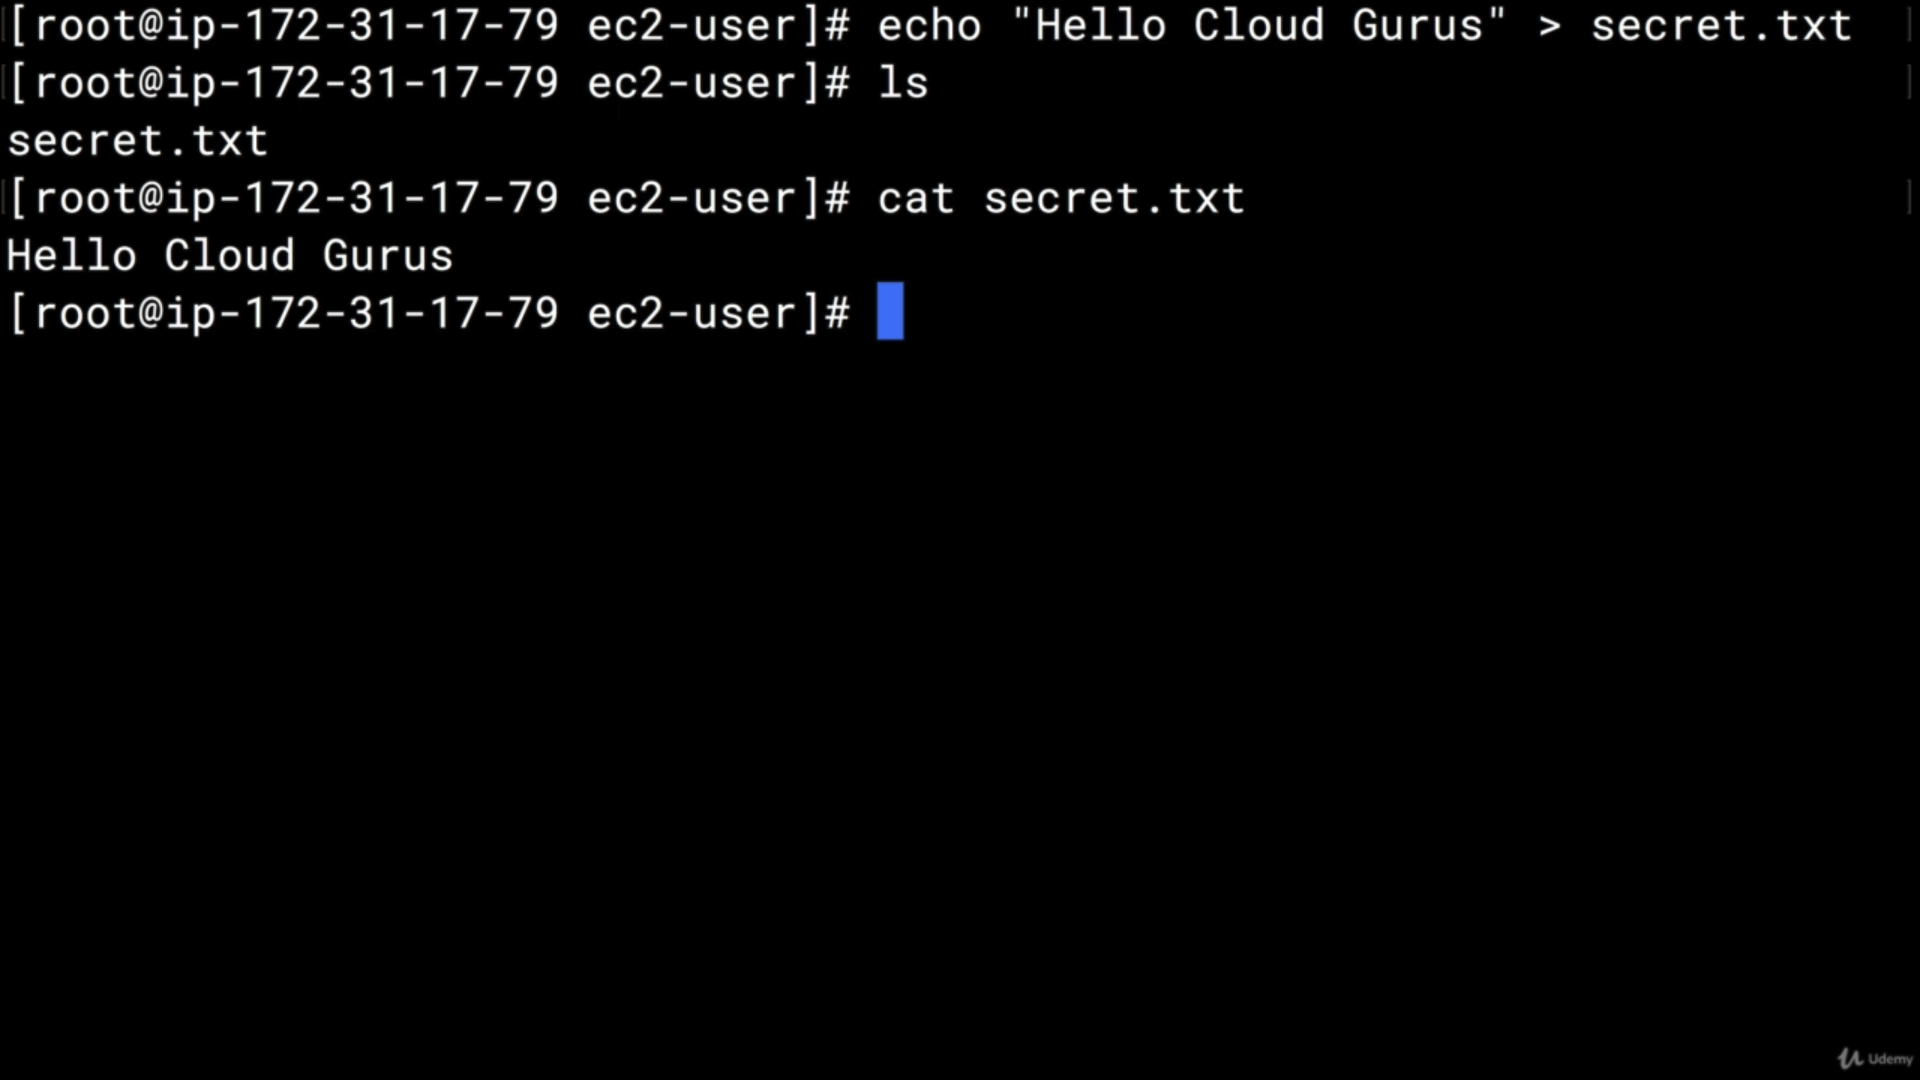 [root@ip-172-31-17-79 ec2-user]# echo "Hello Cloud Gurus" > secret.txt
[root@ip-172-31-17-79 ec2-user]# ls
secret.txt
[root@ip-172-31-17-79 ec2-user]# cat secret.txt
Hello Cloud Gurus
[root@ip-172-31-17-79 ec2-user]#
Udemy